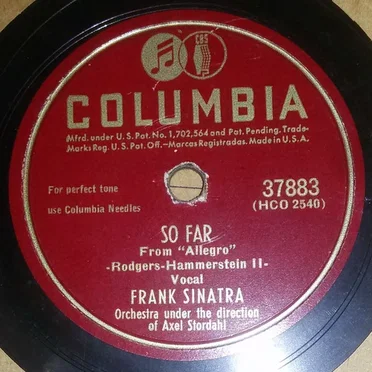 CBS
COLUMBIA
Mfrd. under U.S. Pat. No. 1,702,564 and Pat. Pending. Trade-
Marks Reg. U.S. Pat. Off.—Marcas Registradas. Made in U.S.A.
For perfect tone
use Columbia Needles
37883
(HCO 2540)
SO FAR
From "Allegro"
-Rodgers-Hammerstein II-
Vocal
FRANK SINATRA
Orchestra under the direction
of Axel Stordahl